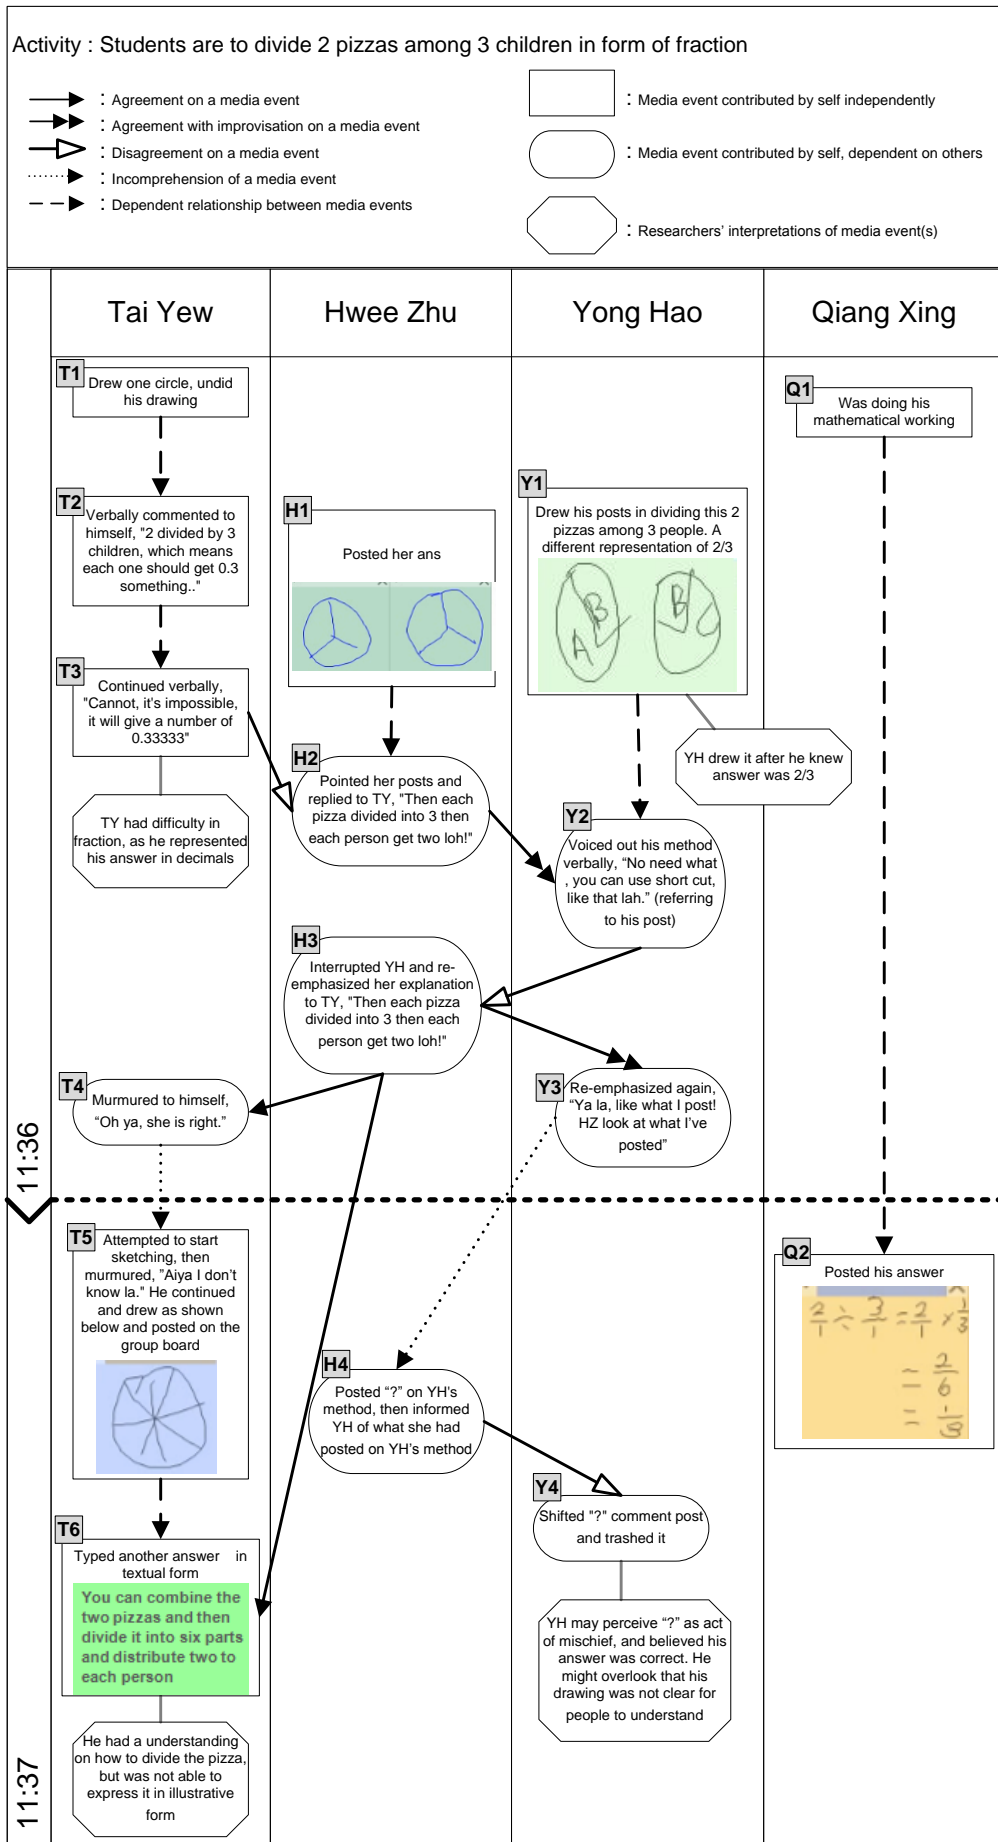 Activity : Students are to divide 2 pizzas among 3 children in form of fraction
: Agreement on a media event
: Agreement with improvisation on a media event
: Disagreement on a media event
: Incomprehension of a media event
: Dependent relationship between media events
: Media event contributed by self independently
: Media event contributed by self, dependent on others
: Researchers' interpretations of media event(s)
Tai Yew
Hwee Zhu
Yong Hao
Qiang Xing
11:36
T1
Drew one circle, undid
his drawing
Q1
Was doing his
mathematical working
T2
Verbally commented to
himself, "2 divided by 3
children, which means
each one should get 0.3
something.."
H1
Posted her ans
Y1
Drew his posts in dividing this 2
pizzas among 3 people. A
different representation of 2/3
A
B
B
C
T3
Continued verbally,
"Cannot, it's impossible,
it will give a number of
0.33333"
YH drew it after he knew
answer was 2/3
H2
Pointed her posts and
replied to TY, "Then each
pizza divided into 3 then
each person get two loh!"
TY had difficulty in
fraction, as he represented
his answer in decimals
Y2
Voiced out his method
verbally, “No need what
, you can use short cut,
like that lah.” (referring
to his post)
H3
Interrupted YH and re-
emphasized her explanation
to TY, "Then each pizza
divided into 3 then each
person get two loh!"
T4
Murmured to himself,
“Oh ya, she is right.”
Y3
Re-emphasized again,
“Ya la, like what I post!
HZ look at what I’ve
posted”
11:37
T5
Attempted to start
sketching, then
murmured, "Aiya I don't
know la." He continued
and drew as shown
below and posted on the
group board
Q2
Posted his answer
2/1 ÷ 3/1 = 2/1 × 1/3
= 2/6
= 1/3
H4
Posted “?” on YH’s
method, then informed
YH of what she had
posted on YH’s method
Y4
Shifted "?" comment post
and trashed it
T6
Typed another answer in
textual form
You can combine the
two pizzas and then
divide it into six parts
and distribute two to
each person
YH may perceive “?” as act
of mischief, and believed his
answer was correct. He
might overlook that his
drawing was not clear for
people to understand
He had a understanding
on how to divide the pizza,
but was not able to
express it in illustrative
form